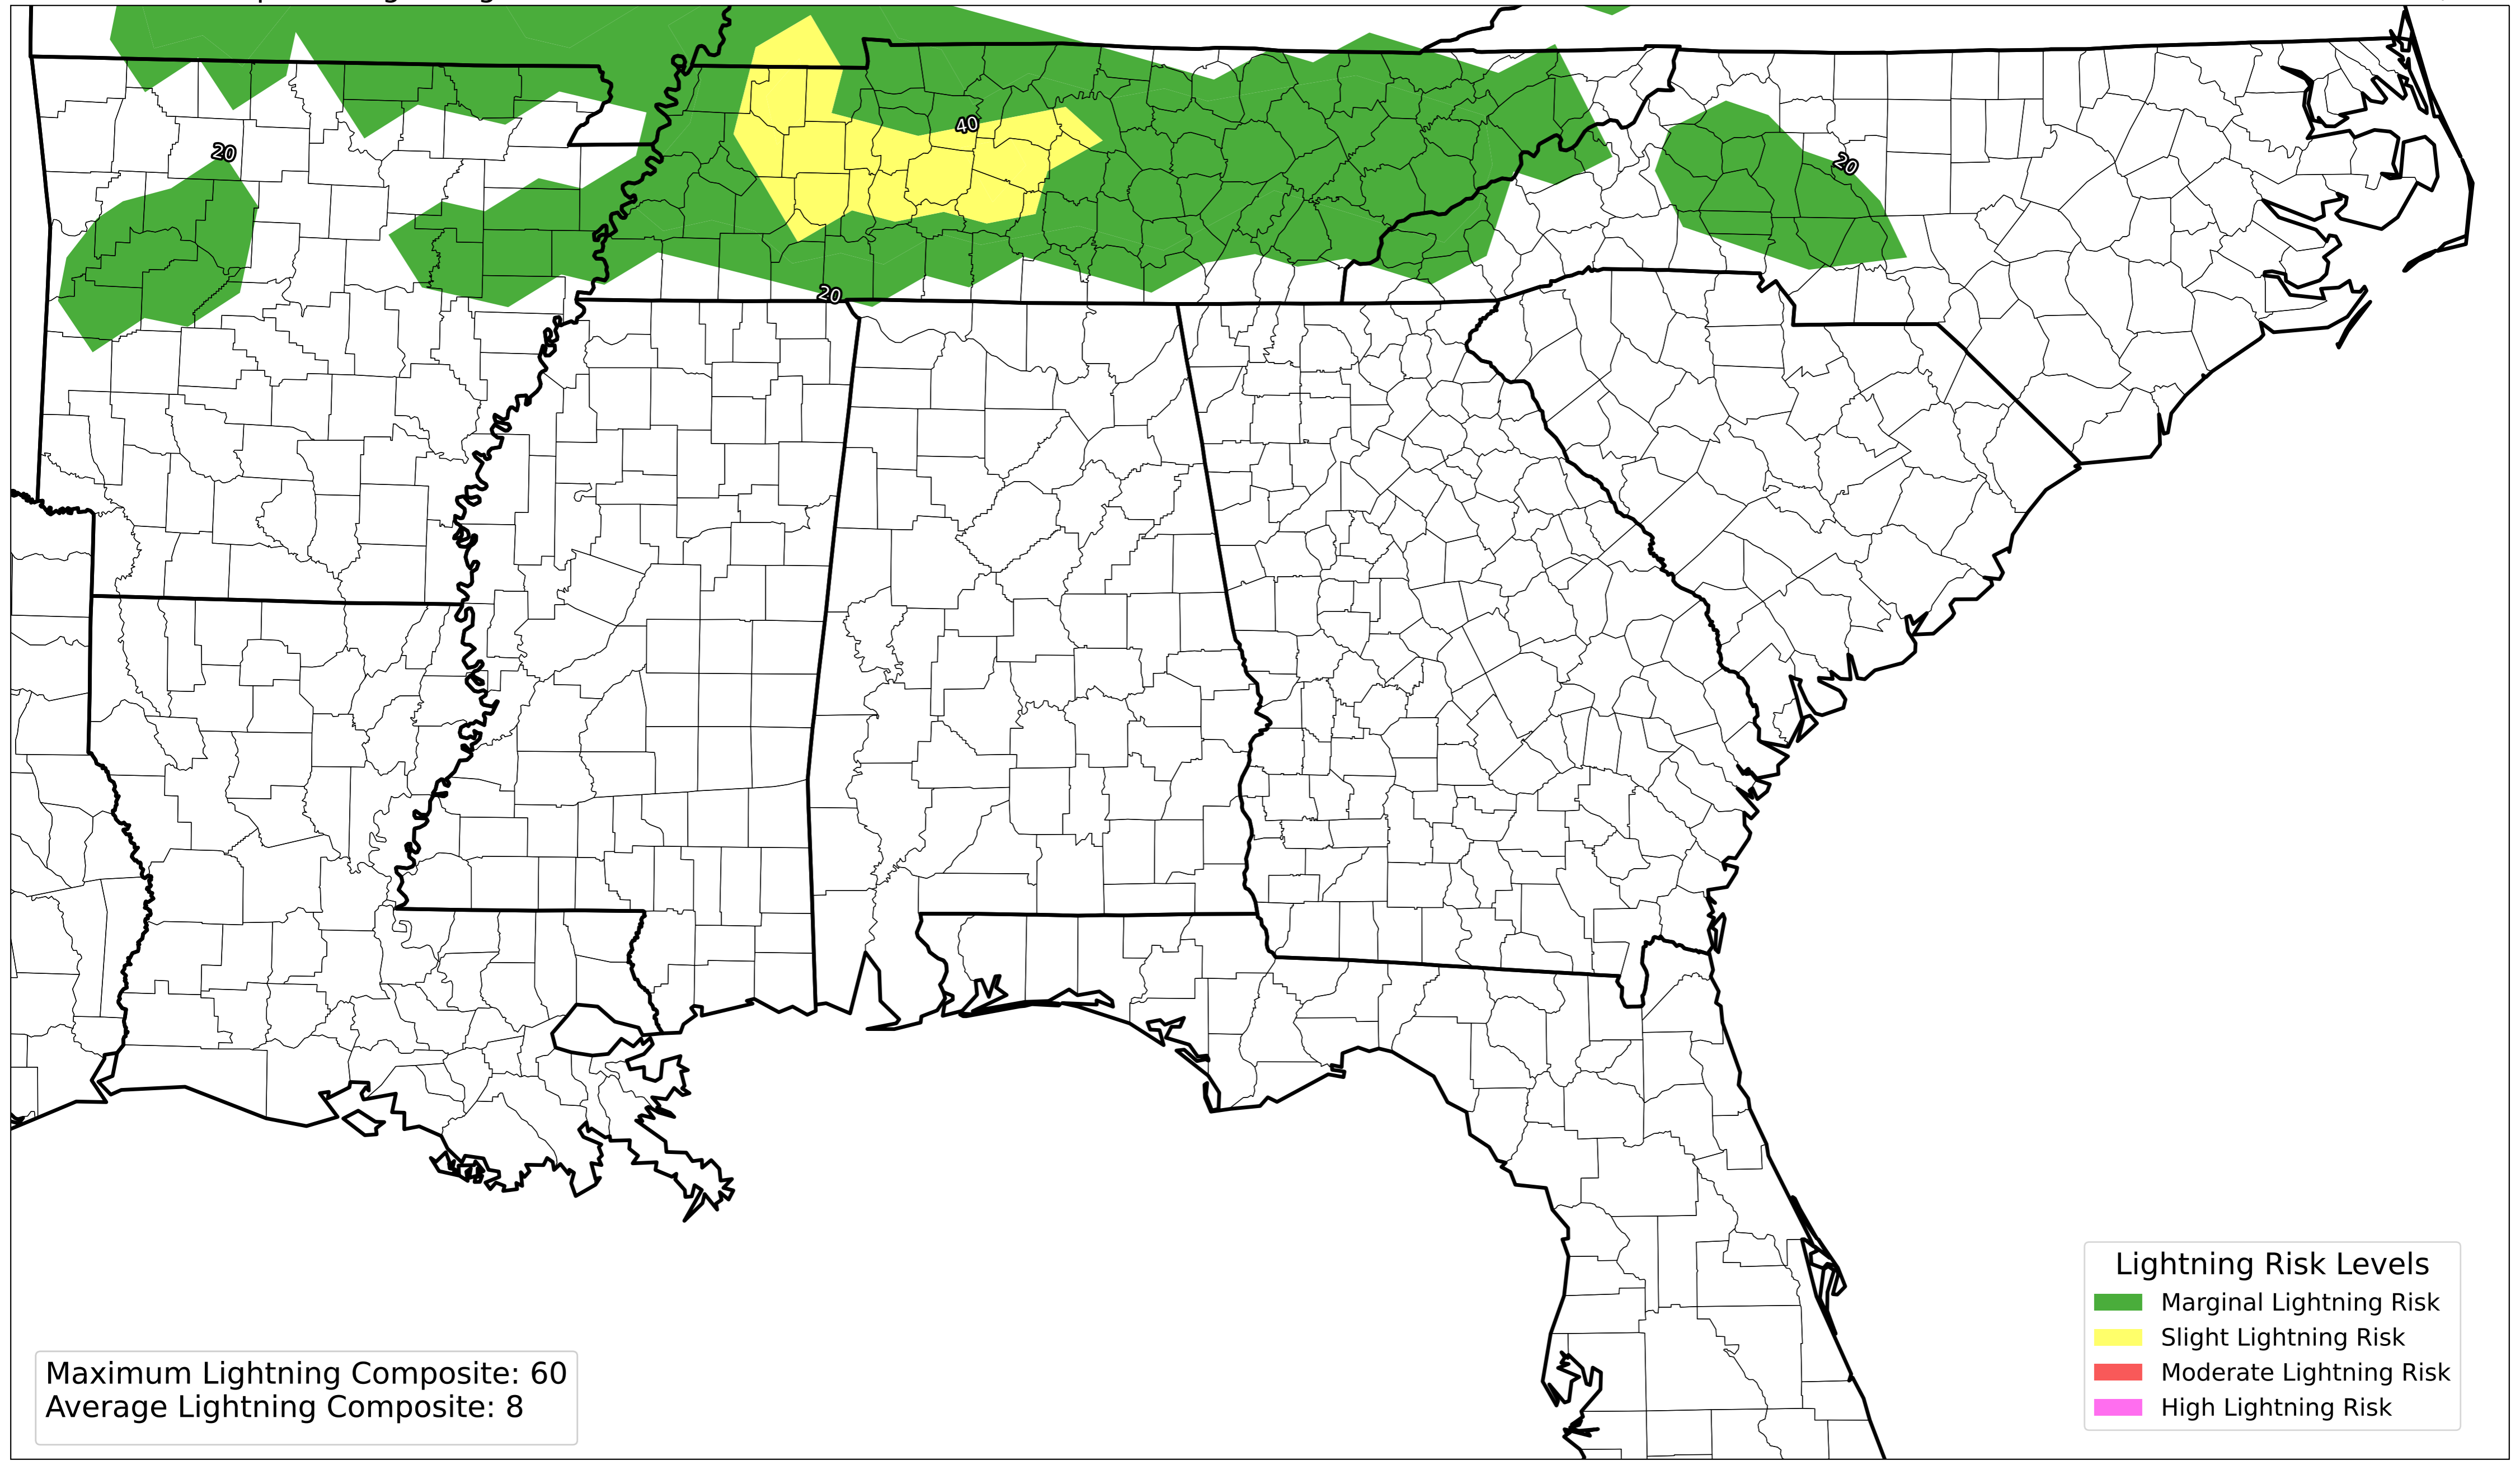 40
20
20
20
Lightning Risk Levels
Marginal Lightning Risk
Slight Lightning Risk
Moderate Lightning Risk
High Lightning Risk
Maximum Lightning Composite: 60
Average Lightning Composite: 8